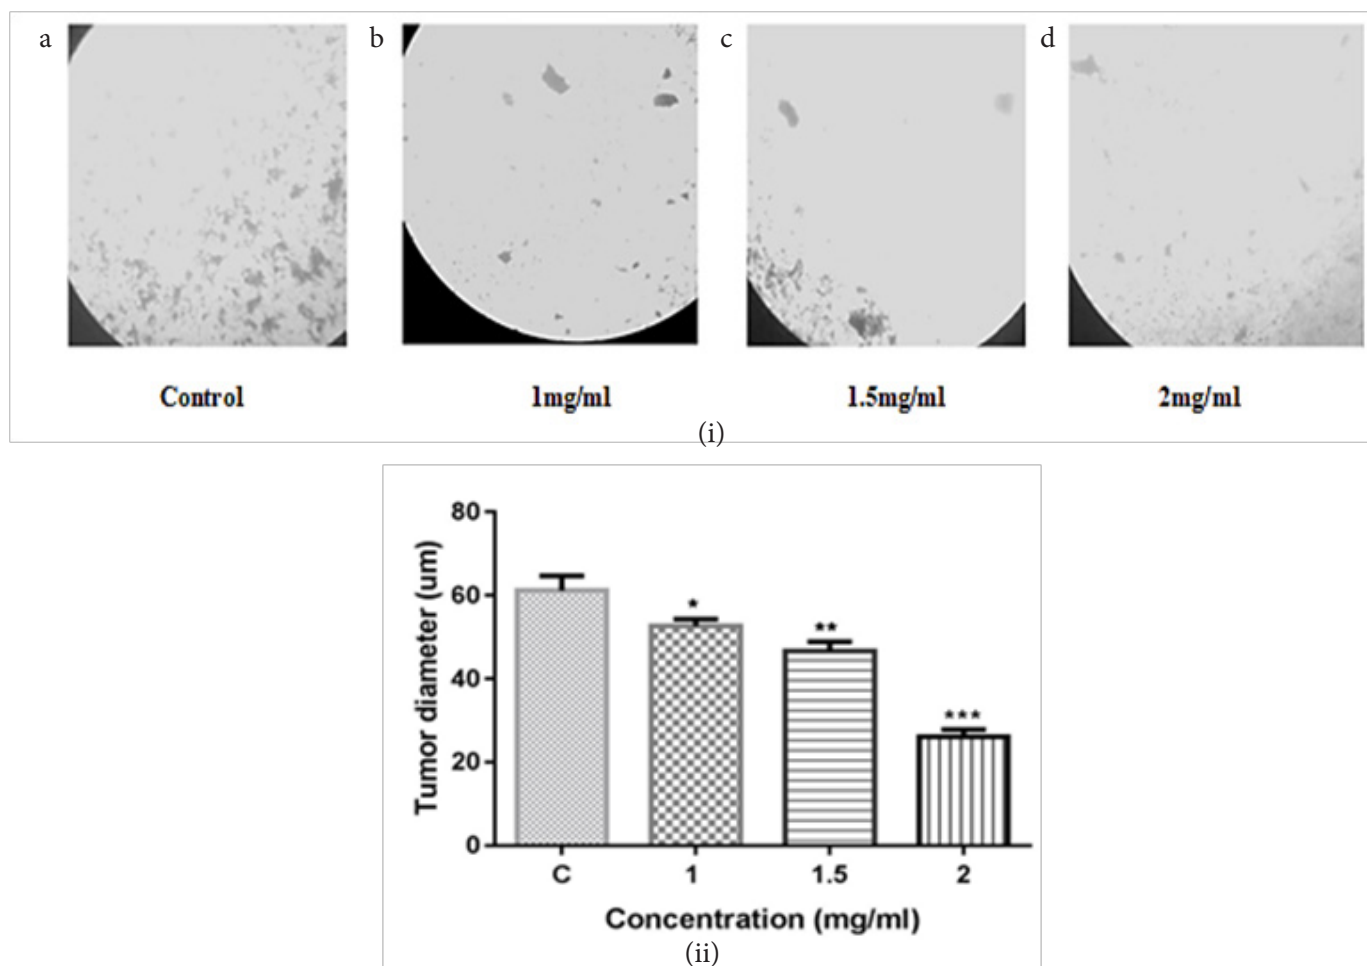 a b c d
Control 1mg/ml 1.5mg/ml 2mg/ml
(i)
80
60
40
20
0
Tumor diameter (um)
*
**
***
C 1 1.5 2
Concentration (mg/ml)
(ii)